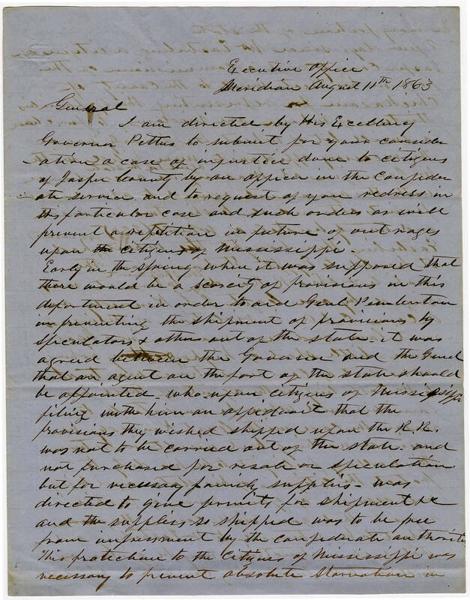 Executive Office
Meridian August 11th 1863
General
I am directed by His Excellency
Governor Pettus to submit for your consider
ation a case of injustice done to citizens
of Jasper County by an officer in the Confeder
ate service and to request of you redress in
this particular case and such orders as will
prevent a repetition in future of outrages
upon the citizens of Mississippi
Early in the Spring when it was supposed that
there would be a scarcity of provisions in this
department in order to aid Genl Pemberton
in preventing the shipment of provisions by
Speculators & others out of the state. it was
agreed between the Governor and the Genl
that an agent on the part of the state should
be appointed who upon citizens of Mississippi
filing with him an affidavit that the
provisions they wished shipped upon the R.R.
was not to be carried out of the state. and
not purchased for resale or speculation
but for necessary family supplies. was
directed to give permits for shipment &c
and the supplies so shipped was to be free
from impressment by the confederate authorities
This protection to the Citizens of Mississippi was
necessary to prevent absolute starvation in